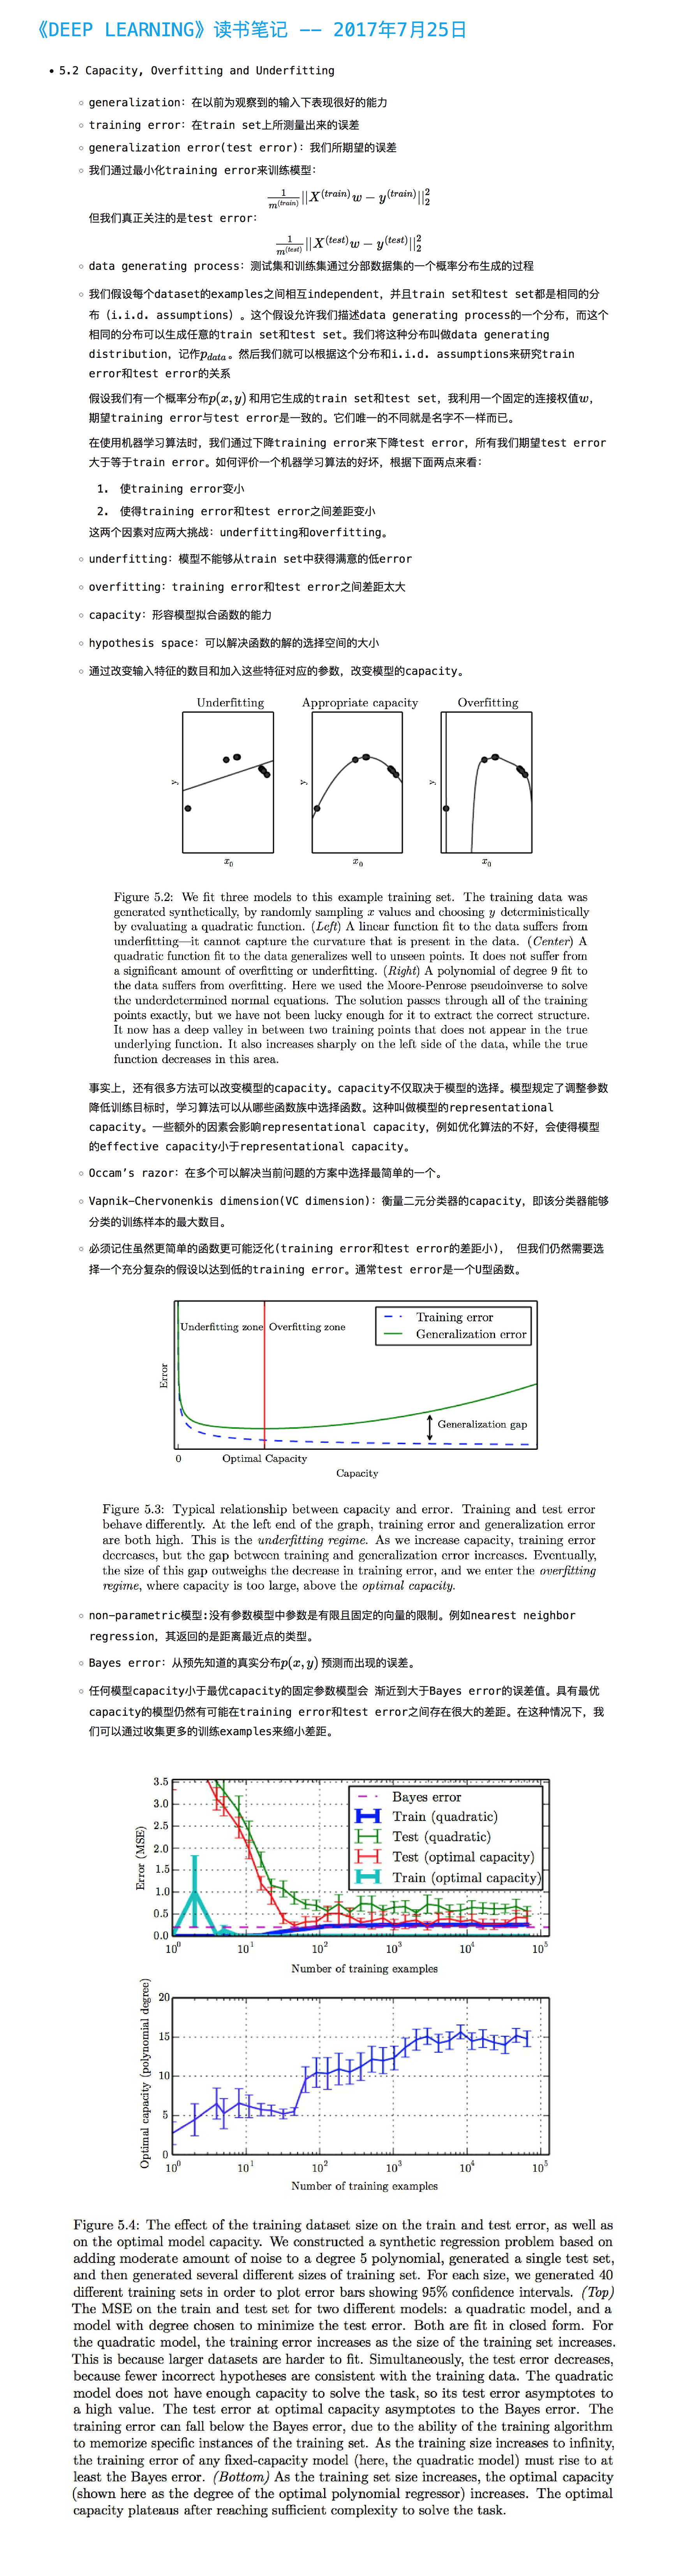 《DEEP LEARNING》读书笔记 —— 2017年7月25日
• 5.2 Capacity, Overfitting and Underfitting
◦ generalization：在以前为观察到的输入下表现很好的能力
◦ training error：在train set上所测量出来的误差
◦ generalization error(test error)：我们所期望的误差
◦ 我们通过最小化training error来训练模型：
$\frac{1}{m^{(train)}}||X^{(train)}w - y^{(train)}||_2^2$
但我们真正关注的是test error：
$\frac{1}{m^{(test)}}||X^{(test)}w - y^{(test)}||_2^2$
◦ data generating process：测试集和训练集通过分部数据集的一个概率分布生成的过程
◦ 我们假设每个dataset的examples之间相互independent，并且train set和test set都是相同的分
布（i.i.d. assumptions）。这个假设允许我们描述data generating process的一个分布，而这个
相同的分布可以生成任意的train set和test set。我们将这种分布叫做data generating
distribution，记作$p_{data}$。然后我们就可以根据这个分布和i.i.d. assumptions来研究train
error和test error的关系
假设我们有一个概率分布p(x, y)和用它生成的train set和test set，我利用一个固定的连接权值w，
期望training error与test error是一致的。它们唯一的不同就是名字不一样而已。
在使用机器学习算法时，我们通过下降training error来下降test error，所有我们期望test error
大于等于train error。如何评价一个机器学习算法的好坏，根据下面两点来看：
1. 使training error变小
2. 使得training error和test error之间差距变小
这两个因素对应两大挑战：underfitting和overfitting。
◦ underfitting：模型不能够从train set中获得满意的低error
◦ overfitting：training error和test error之间差距太大
◦ capacity：形容模型拟合函数的能力
◦ hypothesis space：可以解决函数的解的选择空间的大小
◦ 通过改变输入特征的数目和加入这些特征对应的参数，改变模型的capacity。
Underfitting Appropriate capacity Overfitting
y y y
$x_0$ $x_0$ $x_0$
Figure 5.2: We fit three models to this example training set. The training data was
generated synthetically, by randomly sampling x values and choosing y deterministically
by evaluating a quadratic function. (Left) A linear function fit to the data suffers from
underfitting—it cannot capture the curvature that is present in the data. (Center) A
quadratic function fit to the data generalizes well to unseen points. It does not suffer from
a significant amount of overfitting or underfitting. (Right) A polynomial of degree 9 fit to
the data suffers from overfitting. Here we used the Moore-Penrose pseudoinverse to solve
the underdetermined normal equations. The solution passes through all of the training
points exactly, but we have not been lucky enough for it to extract the correct structure.
It now has a deep valley in between two training points that does not appear in the true
underlying function. It also increases sharply on the left side of the data, while the true
function decreases in this area.
事实上，还有很多方法可以改变模型的capacity。capacity不仅取决于模型的选择。模型规定了调整参数
降低训练目标时，学习算法可以从哪些函数族中选择函数。这种叫做模型的representational
capacity。一些额外的因素会影响representational capacity，例如优化算法的不好，会使得模型
的effective capacity小于representational capacity。
◦ Occam's razor：在多个可以解决当前问题的方案中选择最简单的一个。
◦ Vapnik-Chervonenkis dimension(VC dimension)：衡量二元分类器的capacity，即该分类器能够
分类的训练样本的最大数目。
◦ 必须记住虽然更简单的函数更可能泛化(training error和test error的差距小)， 但我们仍然需要选
择一个充分复杂的假设以达到低的training error。通常test error是一个U型函数。
Underfitting zone Overfitting zone
Training error
Generalization error
Error
Generalization gap
0 Optimal Capacity
Capacity
Figure 5.3: Typical relationship between capacity and error. Training and test error
behave differently. At the left end of the graph, training error and generalization error
are both high. This is the underfitting regime. As we increase capacity, training error
decreases, but the gap between training and generalization error increases. Eventually,
the size of this gap outweighs the decrease in training error, and we enter the overfitting
regime, where capacity is too large, above the optimal capacity.
◦ non-parametric模型:没有参数模型中参数是有限且固定的向量的限制。例如nearest neighbor
regression，其返回的是距离最近点的类型。
◦ Bayes error：从预先知道的真实分布p(x, y)预测而出现的误差。
◦ 任何模型capacity小于最优capacity的固定参数模型会 渐近到大于Bayes error的误差值。具有最优
capacity的模型仍然有可能在training error和test error之间存在很大的差距。在这种情况下，我
们可以通过收集更多的训练examples来缩小差距。
Error (MSE)
3.5
3.0
2.5
2.0
1.5
1.0
0.5
0.0
Bayes error
Train (quadratic)
Test (quadratic)
Test (optimal capacity)
Train (optimal capacity)
$10^0$ $10^1$ $10^2$ $10^3$ $10^4$ $10^5$
Number of training examples
Optimal capacity (polynomial degree)
20
15
10
5
0
$10^0$ $10^1$ $10^2$ $10^3$ $10^4$ $10^5$
Number of training examples
Figure 5.4: The effect of the training dataset size on the train and test error, as well as
on the optimal model capacity. We constructed a synthetic regression problem based on
adding moderate amount of noise to a degree 5 polynomial, generated a single test set,
and then generated several different sizes of training set. For each size, we generated 40
different training sets in order to plot error bars showing 95% confidence intervals. (Top)
The MSE on the train and test set for two different models: a quadratic model, and a
model with degree chosen to minimize the test error. Both are fit in closed form. For
the quadratic model, the training error increases as the size of the training set increases.
This is because larger datasets are harder to fit. Simultaneously, the test error decreases,
because fewer incorrect hypotheses are consistent with the training data. The quadratic
model does not have enough capacity to solve the task, so its test error asymptotes to
a high value. The test error at optimal capacity asymptotes to the Bayes error. The
training error can fall below the Bayes error, due to the ability of the training algorithm
to memorize specific instances of the training set. As the training size increases to infinity,
the training error of any fixed-capacity model (here, the quadratic model) must rise to at
least the Bayes error. (Bottom) As the training set size increases, the optimal capacity
(shown here as the degree of the optimal polynomial regressor) increases. The optimal
capacity plateaus after reaching sufficient complexity to solve the task.